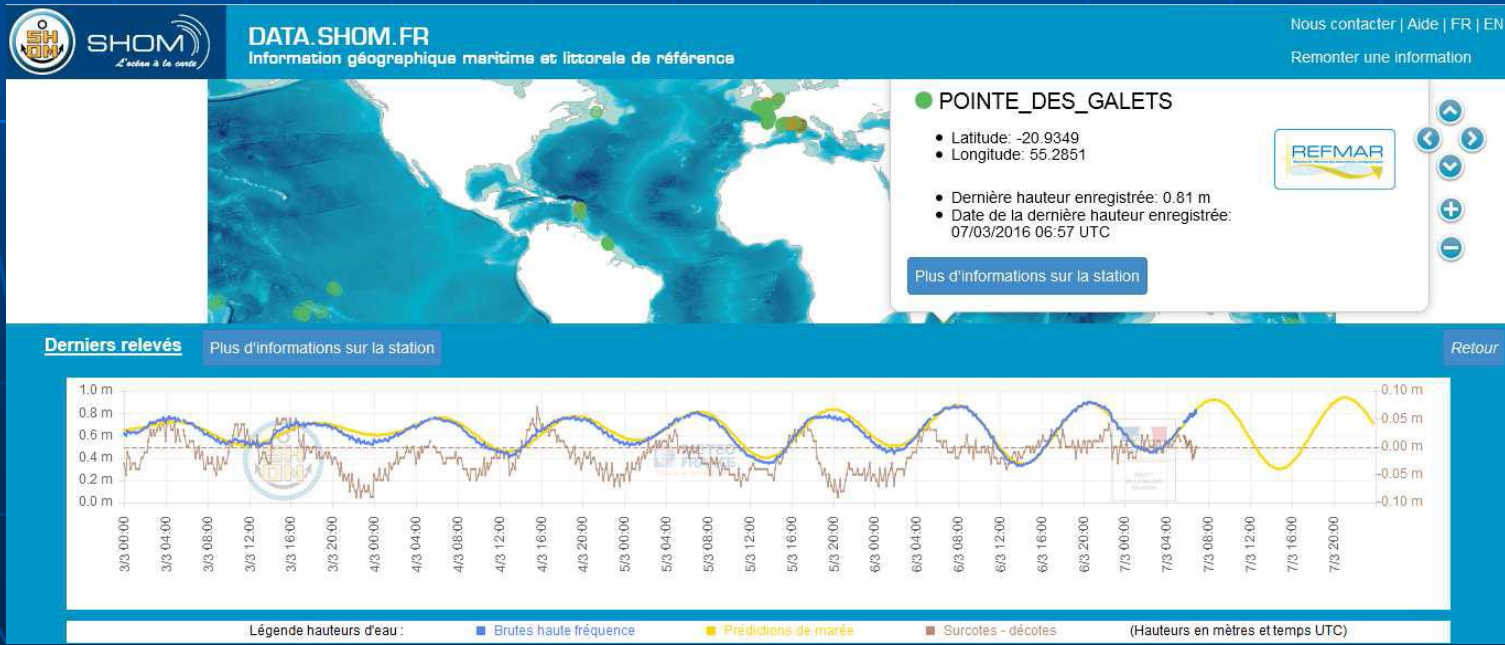 SHOM
SHOM
L'océan à la carte
DATA.SHOM.FR
Information géographique maritime et littorale de référence
Nous contacter | Aide | FR | EN
Remonter une information
POINTE_DES_GALETS
Latitude: -20.9349
Longitude: 55.2851
REFMAR
Dernière hauteur enregistrée: 0.81 m
Date de la dernière hauteur enregistrée:
07/03/2016 06:57 UTC
Plus d'informations sur la station
Derniers relevés
Plus d'informations sur la station
Retour
1.0 m
0.8 m
0.6 m
0.4 m
0.2 m
0.0 m
0.10 m
0.05 m
0.00 m
-0.05 m
-0.10 m
SHOM
METEO
FRANCE
3/3 00:00
3/3 04:00
3/3 08:00
3/3 12:00
3/3 16:00
3/3 20:00
4/3 00:00
4/3 04:00
4/3 08:00
4/3 12:00
4/3 16:00
4/3 20:00
5/3 00:00
5/3 04:00
5/3 08:00
5/3 12:00
5/3 16:00
5/3 20:00
6/3 00:00
6/3 04:00
6/3 08:00
6/3 12:00
6/3 16:00
6/3 20:00
7/3 00:00
7/3 04:00
7/3 08:00
7/3 12:00
7/3 16:00
7/3 20:00
Légende hauteurs d'eau :
Brutes haute fréquence
Prédictions de marée
Surcotes - décotes
(Hauteurs en mètres et temps UTC)